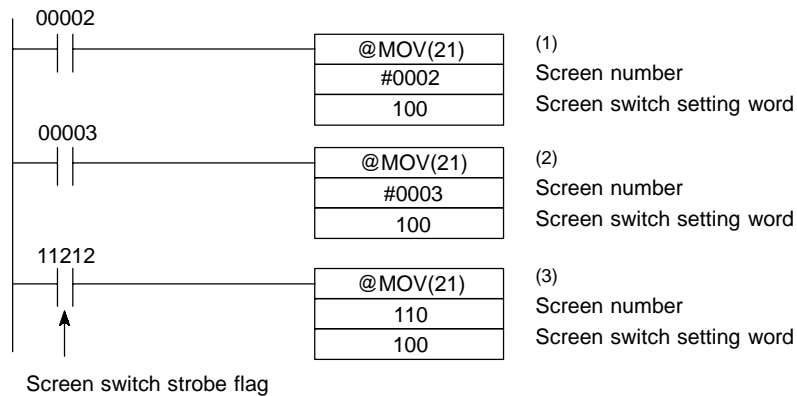 00002
@MOV(21) (1)
#0002 Screen number
100 Screen switch setting word
00003
@MOV(21) (2)
#0003 Screen number
100 Screen switch setting word
11212
@MOV(21) (3)
110 Screen number
100 Screen switch setting word
Screen switch strobe flag